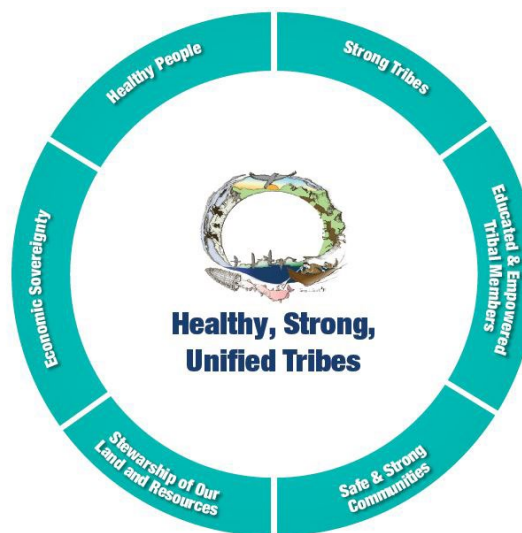 Healthy People
Strong Tribes
Educated & Empowered
Tribal Members
Safe & Strong
Communities
Stewarship of Our
Land and Resources
Economic Sovereignty
Healthy, Strong,
Unified Tribes